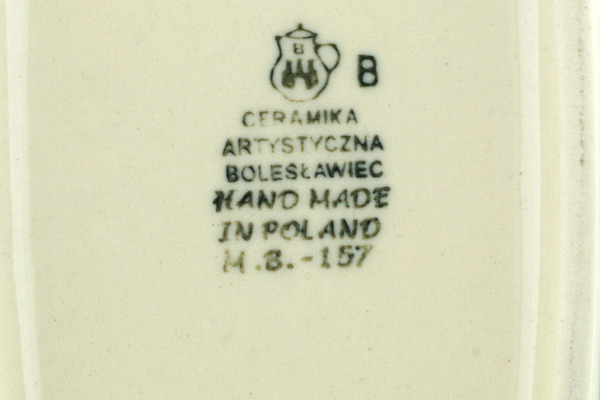 B
B
CERAMIKA
ARTYSTYCZNA
BOLESŁAWIEC
HAND MADE
IN POLAND
M.B.-157